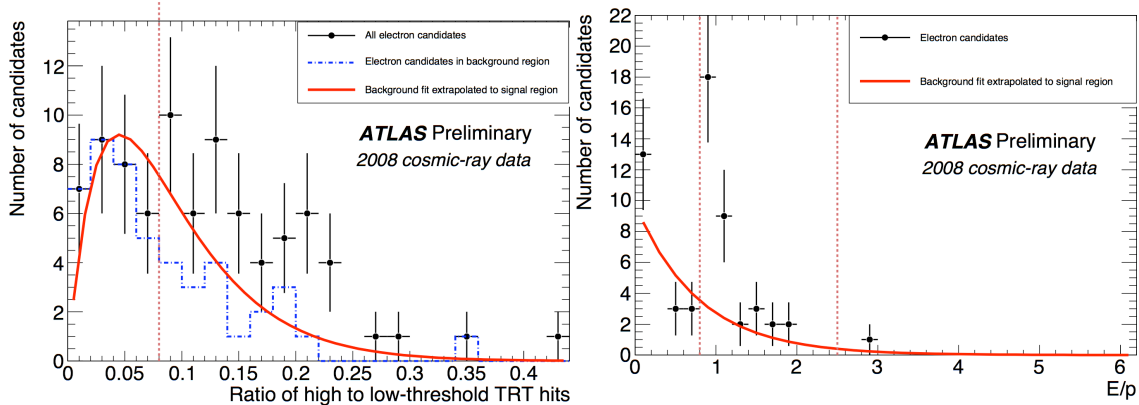 Number of candidates
12
10
8
6
4
2
0
All electron candidates
Electron candidates in background region
Background fit extrapolated to signal region
ATLAS Preliminary
2008 cosmic-ray data
0 0.05 0.1 0.15 0.2 0.25 0.3 0.35 0.4
Ratio of high to low-threshold TRT hits
Number of candidates
22
20
18
16
14
12
10
8
6
4
2
0
Electron candidates
Background fit extrapolated to signal region
ATLAS Preliminary
2008 cosmic-ray data
0 1 2 3 4 5 6
E/p